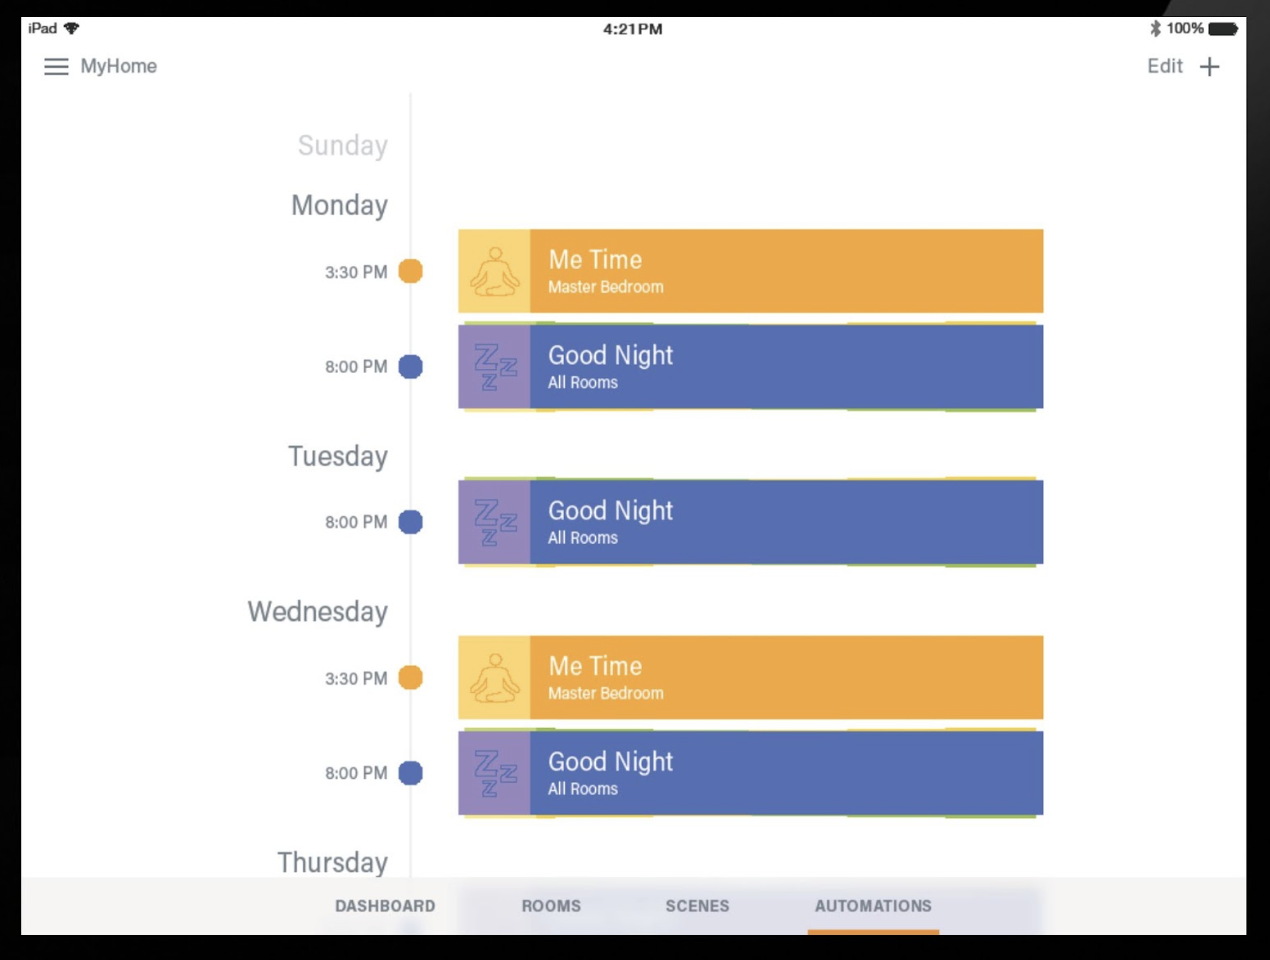 iPad 4:21PM 100%
MyHome Edit +
Sunday
Monday
3:30 PM
Me Time
Master Bedroom
8:00 PM
Good Night
All Rooms
Tuesday
8:00 PM
Good Night
All Rooms
Wednesday
3:30 PM
Me Time
Master Bedroom
8:00 PM
Good Night
All Rooms
Thursday
DASHBOARD ROOMS SCENES AUTOMATIONS